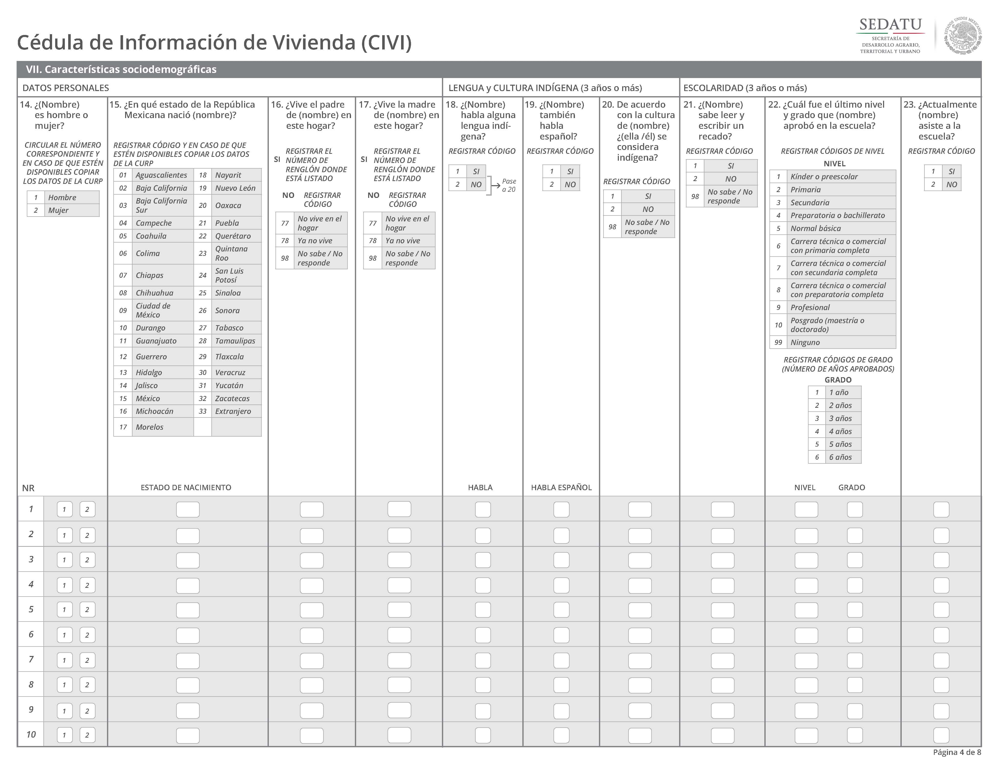 Cédula de Información de Vivienda (CIVI)
SEDATU
SECRETARÍA DE
DESARROLLO AGRARIO,
TERRITORIAL Y URBANO
ESTADOS UNIDOS MEXICANOS
VII. Características sociodemográficas
DATOS PERSONALES
LENGUA y CULTURA INDÍGENA (3 años o más)
ESCOLARIDAD (3 años o más)
14. ¿(Nombre)
es hombre o
mujer?
CIRCULAR EL NÚMERO
CORRESPONDIENTE Y
EN CASO DE QUE ESTÉN
DISPONIBLES COPIAR
LOS DATOS DE LA CURP
1 Hombre
2 Mujer
15. ¿En qué estado de la República
Mexicana nació (nombre)?
REGISTRAR CÓDIGO Y EN CASO DE QUE
ESTÉN DISPONIBLES COPIAR LOS DATOS
DE LA CURP
01 Aguascalientes 18 Nayarit
02 Baja California 19 Nuevo León
03 Baja California Sur 20 Oaxaca
04 Campeche 21 Puebla
05 Coahuila 22 Querétaro
06 Colima 23 Quintana Roo
07 Chiapas 24 San Luis Potosí
08 Chihuahua 25 Sinaloa
09 Ciudad de México 26 Sonora
10 Durango 27 Tabasco
11 Guanajuato 28 Tamaulipas
12 Guerrero 29 Tlaxcala
13 Hidalgo 30 Veracruz
14 Jalisco 31 Yucatán
15 México 32 Zacatecas
16 Michoacán 33 Extranjero
17 Morelos
16. ¿Vive el padre
de (nombre) en
este hogar?
SI REGISTRAR EL
NÚMERO DE
RENGLÓN DONDE
ESTÁ LISTADO
NO REGISTRAR
CÓDIGO
77 No vive en el
hogar
78 Ya no vive
98 No sabe / No
responde
17. ¿Vive la madre
de (nombre) en
este hogar?
SI REGISTRAR EL
NÚMERO DE
RENGLÓN DONDE
ESTÁ LISTADO
NO REGISTRAR
CÓDIGO
77 No vive en el
hogar
78 Ya no vive
98 No sabe / No
responde
18. ¿(Nombre)
habla alguna
lengua indí-
gena?
REGISTRAR CÓDIGO
1 SI
2 NO
Pase
a 20
19. ¿(Nombre)
también
habla
español?
REGISTRAR CÓDIGO
1 SI
2 NO
20. De acuerdo
con la cultura
de (nombre)
¿(ella /él) se
considera
indígena?
REGISTRAR CÓDIGO
1 SI
2 NO
98 No sabe / No
responde
21. ¿(Nombre)
sabe leer y
escribir un
recado?
REGISTRAR CÓDIGO
1 SI
2 NO
98 No sabe / No
responde
22. ¿Cuál fue el último nivel
y grado que (nombre)
aprobó en la escuela?
REGISTRAR CÓDIGOS DE NIVEL
NIVEL
1 Kínder o preescolar
2 Primaria
3 Secundaria
4 Preparatoria o bachillerato
5 Normal básica
6 Carrera técnica o comercial
con primaria completa
7 Carrera técnica o comercial
con secundaria completa
8 Carrera técnica o comercial
con preparatoria completa
9 Profesional
10 Posgrado (maestría o
doctorado)
99 Ninguno
REGISTRAR CÓDIGOS DE GRADO
(NÚMERO DE AÑOS APROBADOS)
GRADO
1 1 año
2 2 años
3 3 años
4 4 años
5 5 años
6 6 años
23. ¿Actualmente
(nombre)
asiste a la
escuela?
REGISTRAR CÓDIGO
1 SI
2 NO
NR ESTADO DE NACIMIENTO HABLA HABLA ESPAÑOL NIVEL GRADO
1 1 2
2 1 2
3 1 2
4 1 2
5 1 2
6 1 2
7 1 2
8 1 2
9 1 2
10 1 2
Página 4 de 8